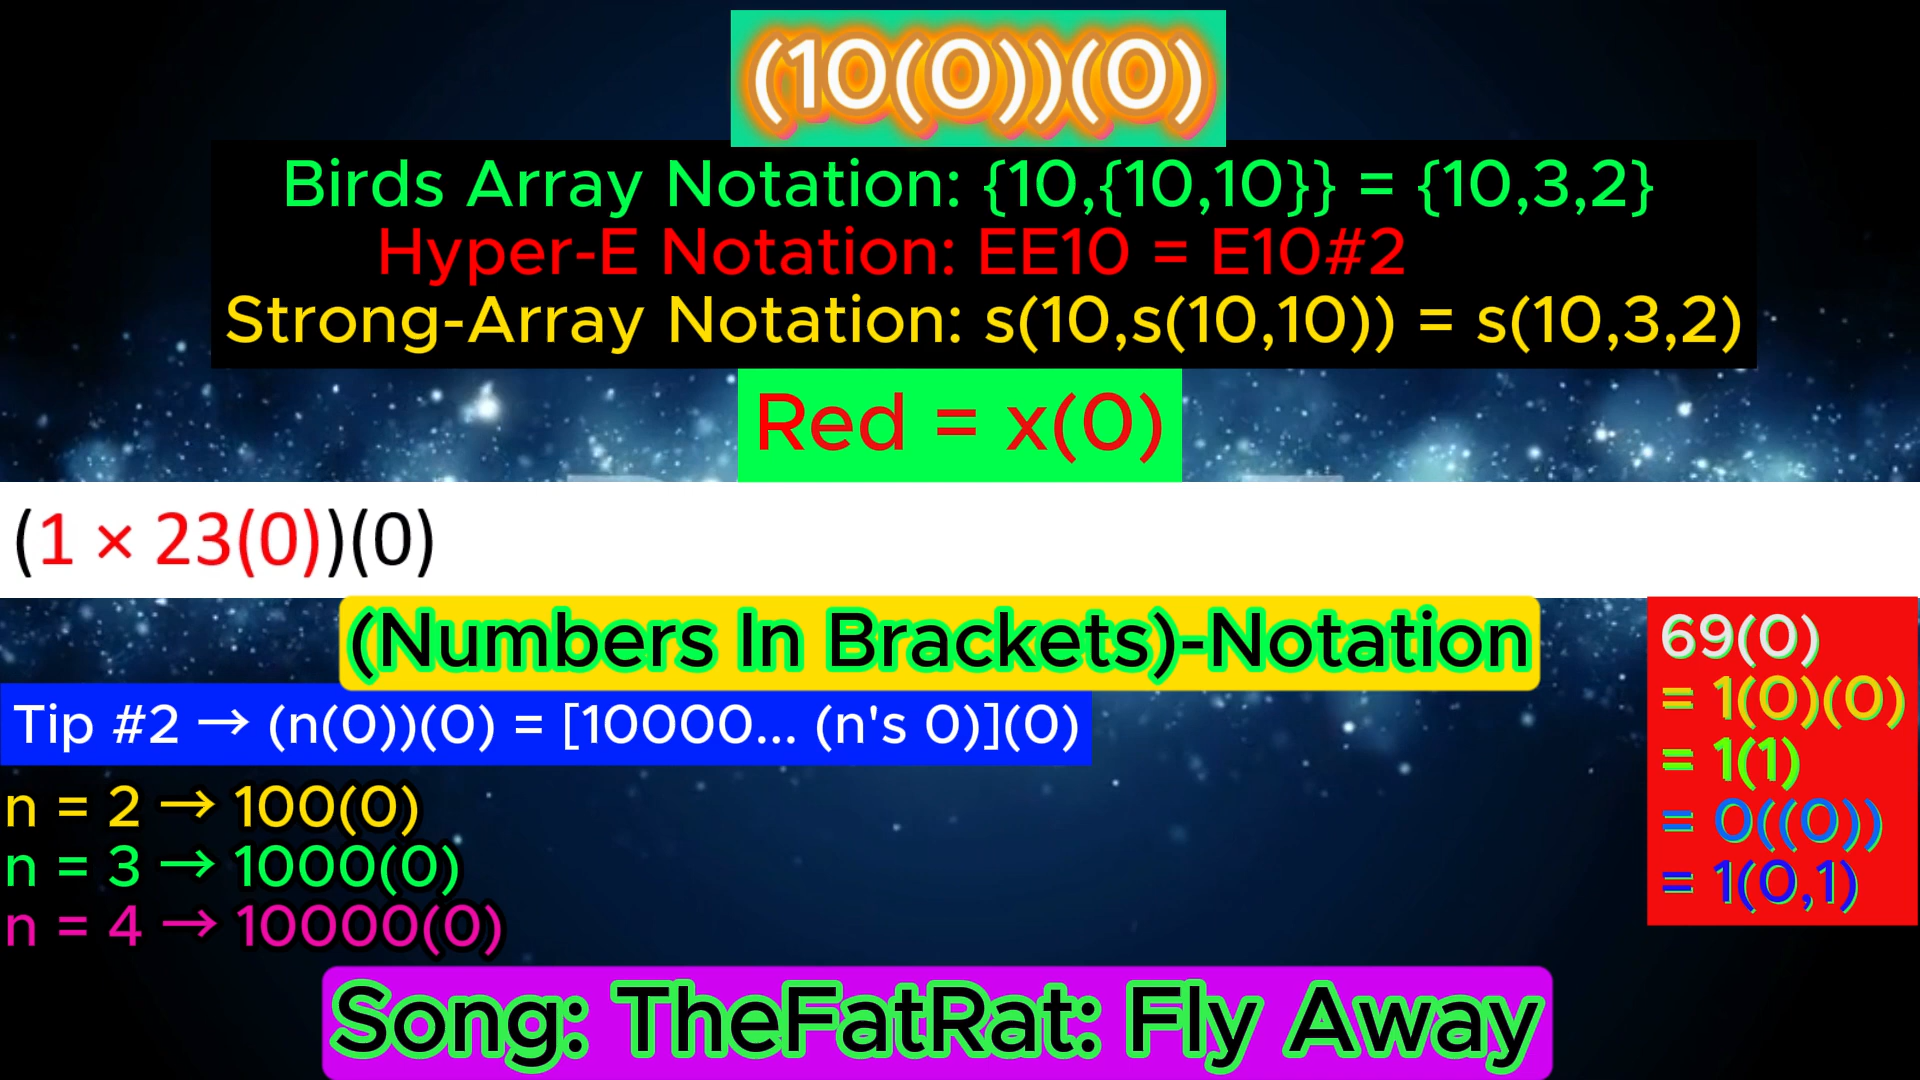 (10(0))(0)
Birds Array Notation: {10,{10,10}} = {10,3,2}
Hyper-E Notation: EE10 = E10#2
Strong-Array Notation: s(10,s(10,10)) = s(10,3,2)
Red = x(0)
(1 × 23(0))(0)
(Numbers In Brackets)-Notation
Tip #2 → (n(0))(0) = [10000... (n's 0)](0)
n = 2 → 100(0)
n = 3 → 1000(0)
n = 4 → 10000(0)
69(0)
= 1(0)(0)
= 1(1)
= 0((0))
= 1(0,1)
Song: TheFatRat: Fly Away